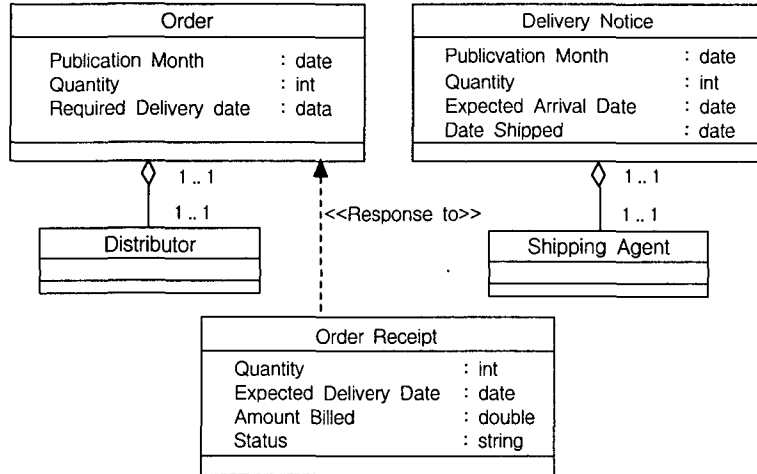 Order
Publication Month : date
Quantity : int
Required Delivery date : data
Delivery Notice
Publicvation Month : date
Quantity : int
Expected Arrival Date : date
Date Shipped : date
1 .. 1
1 .. 1
Distributor
<<Response to>>
1 .. 1
1 .. 1
Shipping Agent
Order Receipt
Quantity : int
Expected Delivery Date : date
Amount Billed : double
Status : string